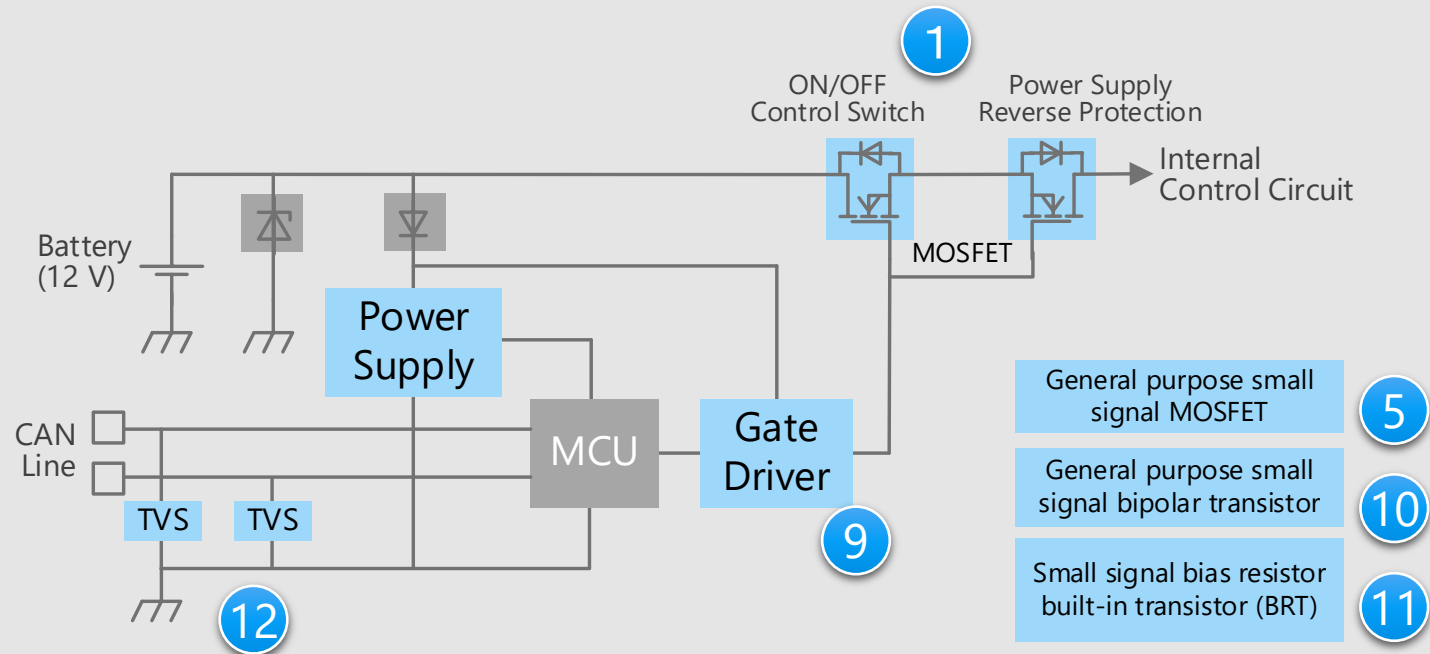 1
ON/OFF
Control Switch
Power Supply
Reverse Protection
Internal
Control Circuit
Battery
(12 V)
MOSFET
Power
Supply
CAN
Line
MCU
Gate
Driver
TVS
TVS
9
12
General purpose small
signal MOSFET
5
General purpose small
signal bipolar transistor
10
Small signal bias resistor
built-in transistor (BRT)
11